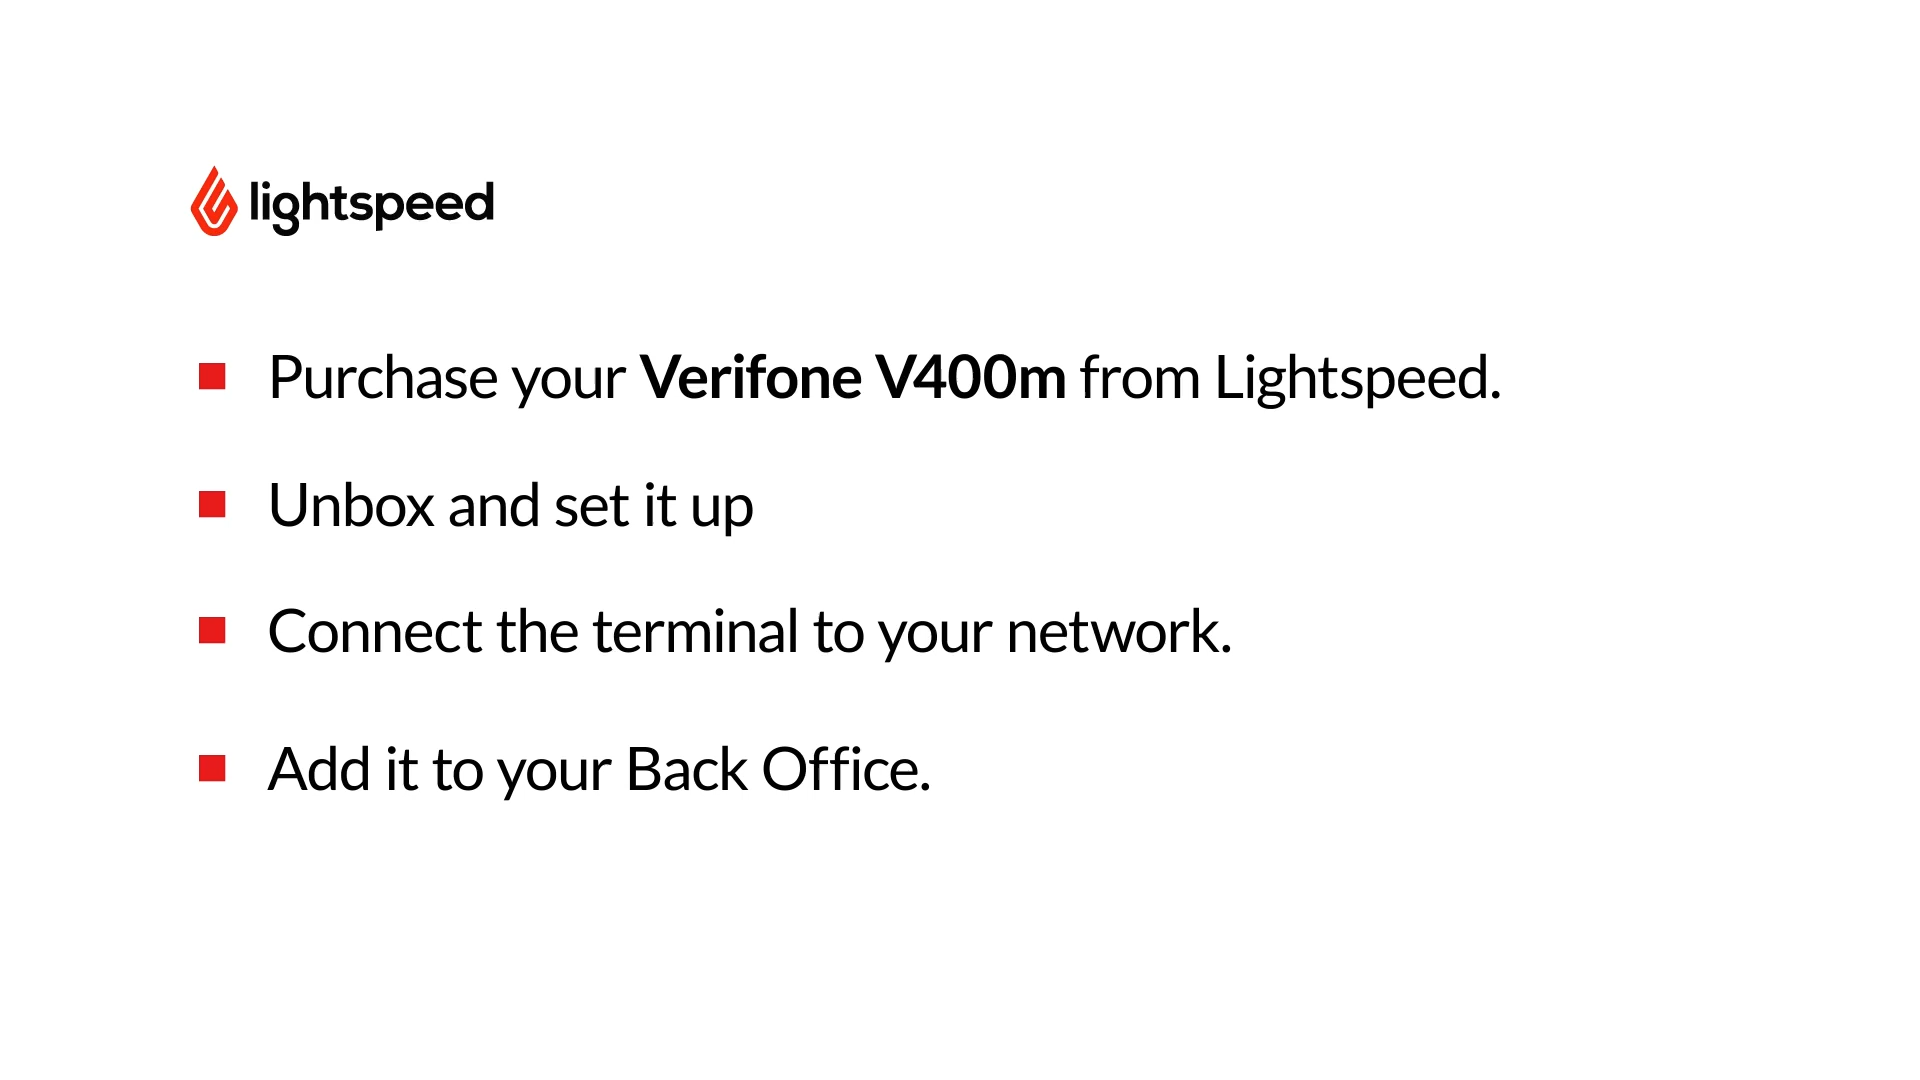 lightspeed
Purchase your Verifone V400m from Lightspeed.
Unbox and set it up
Connect the terminal to your network.
Add it to your Back Office.